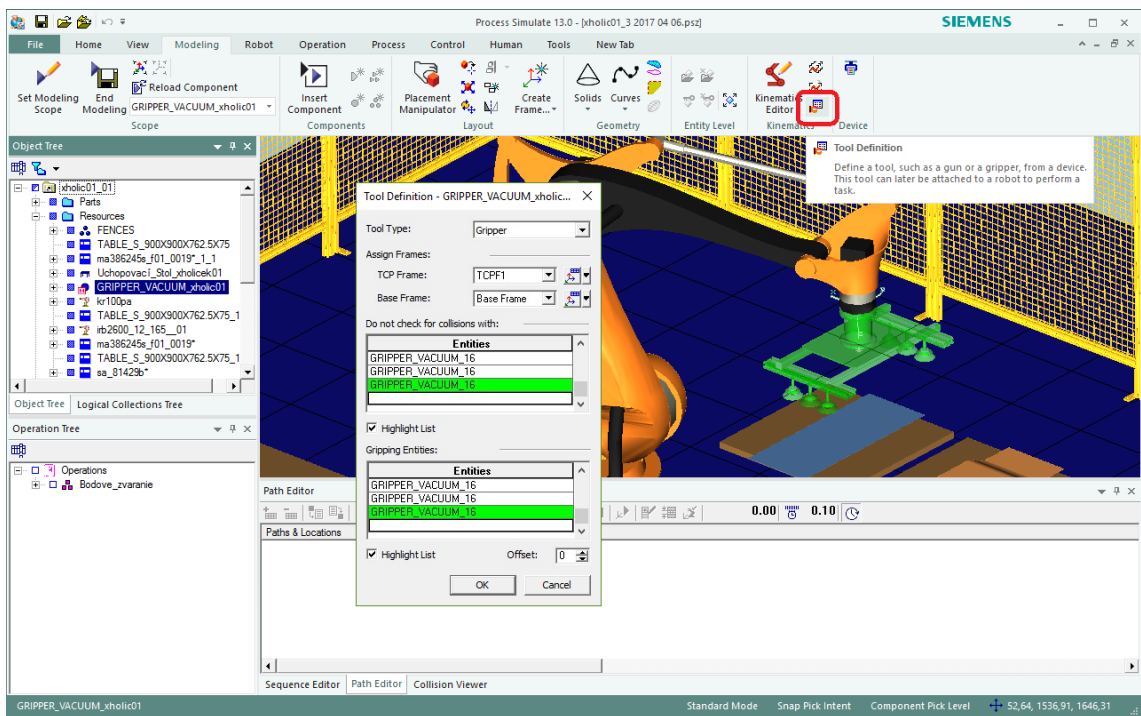 Process Simulate 13.0 - [xholic01_3 2017 04 06.psz]
SIEMENS
File Home View Modeling Robot Operation Process Control Human Tools New Tab
Set Modeling Scope
End Modeling
Reload Component
GRIPPER_VACUUM_xholic01
Scope
Insert Component
Components
Placement Manipulator
Create Frame...
Layout
Solids
Curves
Geometry
Entity Level
Kinematics Editor
Kinematics
Device
Tool Definition
Define a tool, such as a gun or a gripper, from a device.
This tool can later be attached to a robot to perform a
task.
Object Tree
xholic01_01
Parts
Resources
FENCES
TABLE_S_900X900X762.5X75
ma386245s_f01_0019*_1_1
Uchopovací_Stol_xholicek01
GRIPPER_VACUUM_xholic01
kr100pa
TABLE_S_900X900X762.5X75_1
irb2600_12_165__01
ma386245s_f01_0019*
TABLE_S_900X900X762.5X75_1
sa_81429b*
Object Tree
Logical Collections Tree
Operation Tree
Operations
Bodove_zvaranie
Tool Definition - GRIPPER_VACUUM_xholic...
Tool Type: Gripper
Assign Frames:
TCP Frame: TCPF1
Base Frame: Base Frame
Do not check for collisions with:
Entities
GRIPPER_VACUUM_16
GRIPPER_VACUUM_16
GRIPPER_VACUUM_16
Highlight List
Gripping Entities:
Entities
GRIPPER_VACUUM_16
GRIPPER_VACUUM_16
GRIPPER_VACUUM_16
Highlight List
Offset: 0
OK
Cancel
Path Editor
0.00
0.10
Paths & Locations
Sequence Editor
Path Editor
Collision Viewer
GRIPPER_VACUUM_xholic01
Standard Mode
Snap Pick Intent
Component Pick Level
52,64, 1536,91, 1646,31